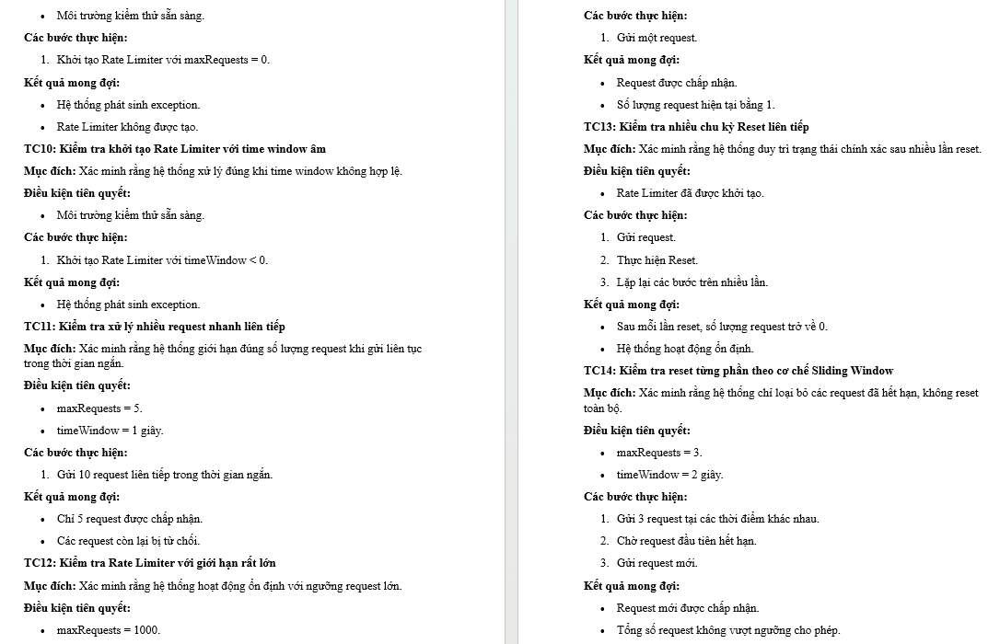 • Môi trường kiểm thử sẵn sàng.
Các bước thực hiện:
1. Khởi tạo Rate Limiter với maxRequests = 0.
Kết quả mong đợi:
• Hệ thống phát sinh exception.
• Rate Limiter không được tạo.
TC10: Kiểm tra khởi tạo Rate Limiter với time window âm
Mục đích: Xác minh rằng hệ thống xử lý đúng khi time window không hợp lệ.
Điều kiện tiên quyết:
• Môi trường kiểm thử sẵn sàng.
Các bước thực hiện:
1. Khởi tạo Rate Limiter với timeWindow < 0.
Kết quả mong đợi:
• Hệ thống phát sinh exception.
TC11: Kiểm tra xử lý nhiều request nhanh liên tiếp
Mục đích: Xác minh rằng hệ thống giới hạn đúng số lượng request khi gửi liên tục
trong thời gian ngắn.
Điều kiện tiên quyết:
• maxRequests = 5.
• timeWindow = 1 giây.
Các bước thực hiện:
1. Gửi 10 request liên tiếp trong thời gian ngắn.
Kết quả mong đợi:
• Chỉ 5 request được chấp nhận.
• Các request còn lại bị từ chối.
TC12: Kiểm tra Rate Limiter với giới hạn rất lớn
Mục đích: Xác minh rằng hệ thống hoạt động ổn định với ngưỡng request lớn.
Điều kiện tiên quyết:
• maxRequests = 1000.
Các bước thực hiện:
1. Gửi một request.
Kết quả mong đợi:
• Request được chấp nhận.
• Số lượng request hiện tại bằng 1.
TC13: Kiểm tra nhiều chu kỳ Reset liên tiếp
Mục đích: Xác minh rằng hệ thống duy trì trạng thái chính xác sau nhiều lần reset.
Điều kiện tiên quyết:
• Rate Limiter đã được khởi tạo.
Các bước thực hiện:
1. Gửi request.
2. Thực hiện Reset.
3. Lặp lại các bước trên nhiều lần.
Kết quả mong đợi:
• Sau mỗi lần reset, số lượng request trở về 0.
• Hệ thống hoạt động ổn định.
TC14: Kiểm tra reset từng phần theo cơ chế Sliding Window
Mục đích: Xác minh rằng hệ thống chỉ loại bỏ các request đã hết hạn, không reset
toàn bộ.
Điều kiện tiên quyết:
• maxRequests = 3.
• timeWindow = 2 giây.
Các bước thực hiện:
1. Gửi 3 request tại các thời điểm khác nhau.
2. Chờ request đầu tiên hết hạn.
3. Gửi request mới.
Kết quả mong đợi:
• Request mới được chấp nhận.
• Tổng số request không vượt ngưỡng cho phép.